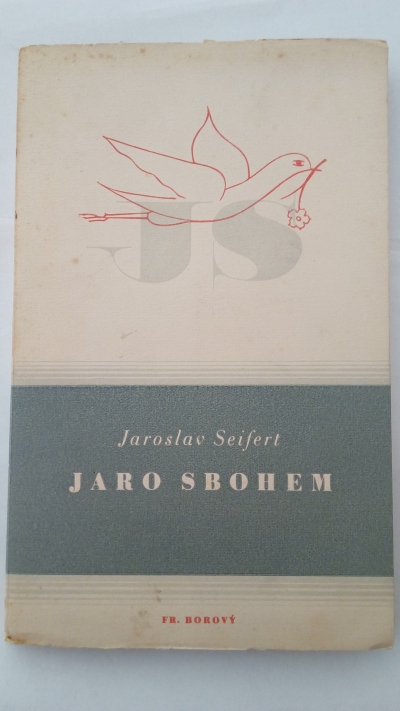 JS
Jaroslav Seifert
JARO SBOHEM
FR. BOROVÝ